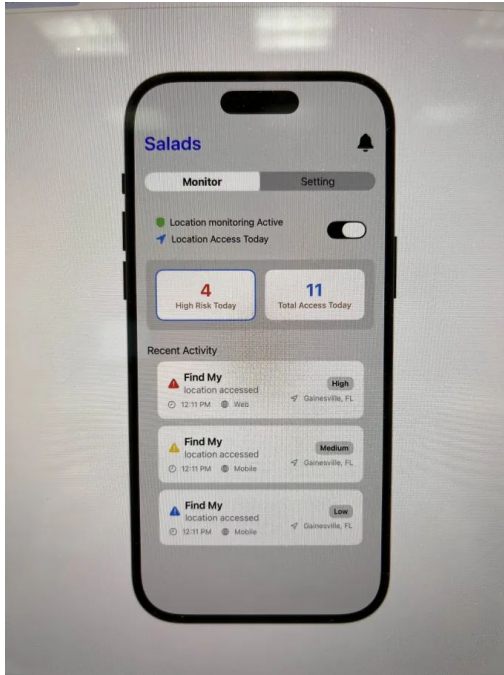 Salads
Monitor Setting
Location monitoring Active
Location Access Today
4 11
High Risk Today Total Access Today
Recent Activity
Find My High
location accessed
12:11 PM Web Gainesville, FL
Find My Medium
location accessed
12:11 PM Mobile Gainesville, FL
Find My Low
location accessed
12:11 PM Mobile Gainesville, FL